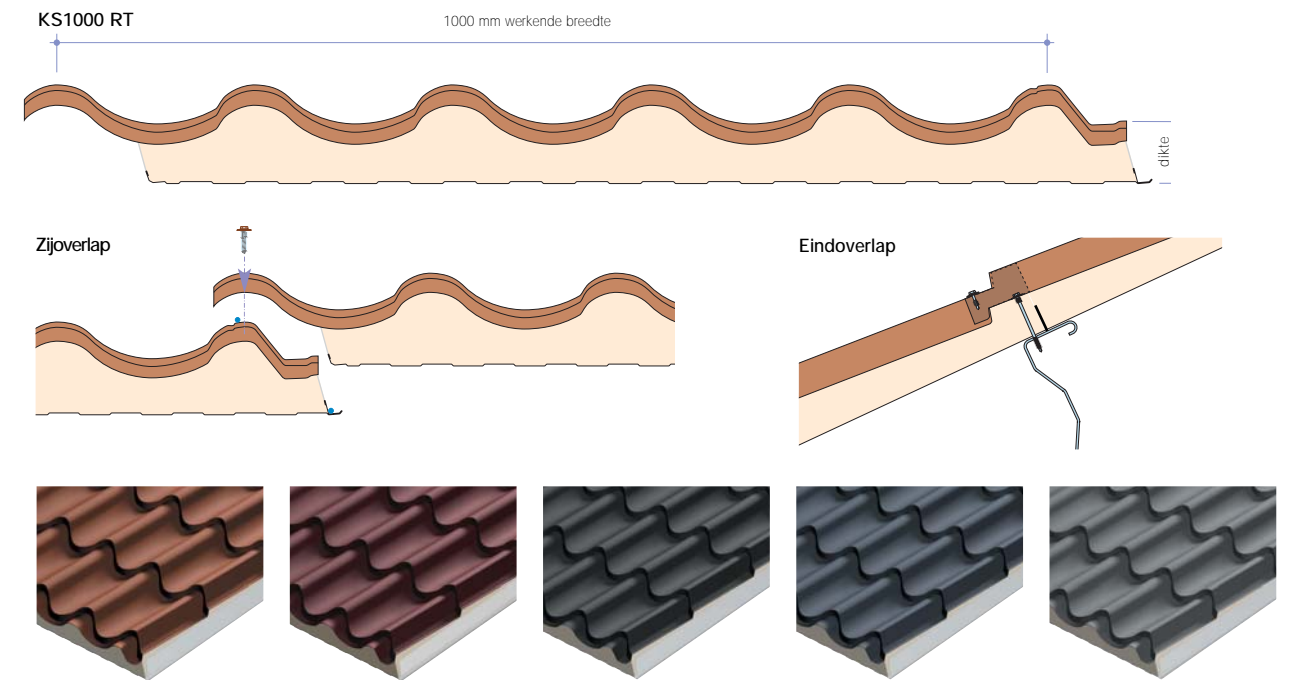 KS1000 RT
1000 mm werkende breedte
dikte
Zijoverlap
Eindoverlap